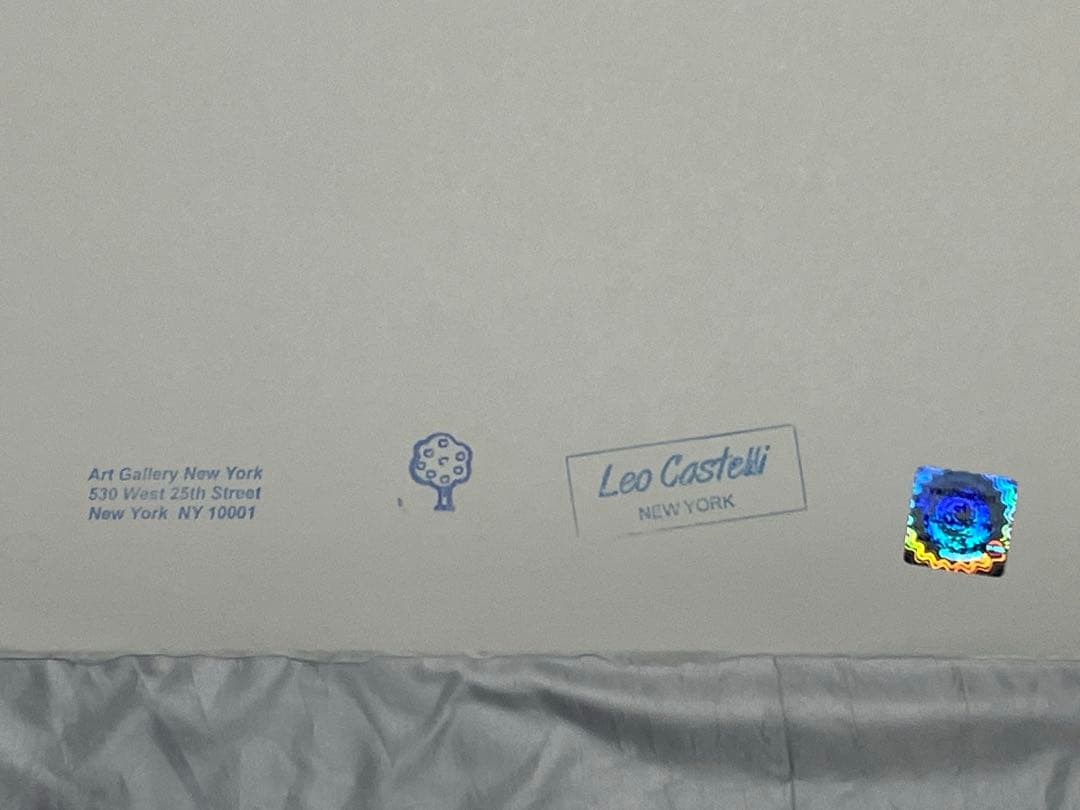 Art Gallery New York
530 West 25th Street
New York NY 10001
Leo Castelli
NEW YORK